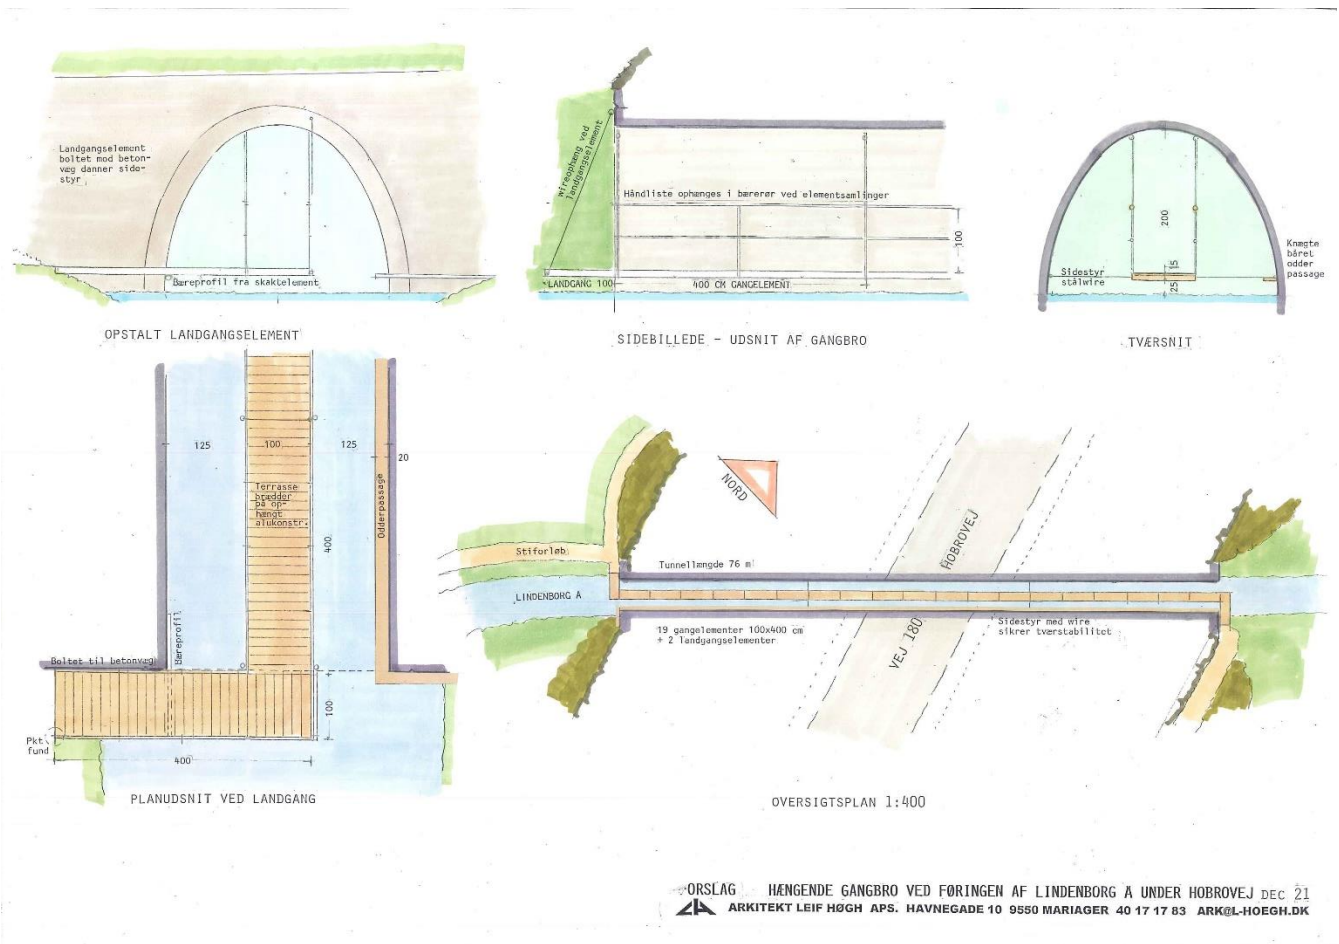 Landgangselement
boltet mod beton-
væg danner side-
styr
Bæreprofil fra skaktelement
OPSTALT LANDGANGSELEMENT
wireophæng ved
landgangselement
Håndliste ophænges i bærerør ved elementsamlinger
100
LANDGANG 100
400 CM GANGELEMENT
SIDEBILLEDE - UDSNIT AF GANGBRO
200
15
25
Sidestyr
stålwire
Knægte
båret
odder
passage
TVÆRSNIT
125
100
125
20
Terrasse
brædder
på op-
hængt
alukonstr.
400
Odderpassage
Bæreprofil
Boltet til betonvæg
100
Pkt.
fund
400
PLANUDSNIT VED LANDGANG
NORD
Stiforløb
LINDENBORG Å
Tunnellængde 76 m
HOBROVEJ
VEJ 180
19 gangelementer 100x400 cm
+ 2 landgangselementer
Sidestyr med wire
sikrer tværstabilitet
OVERSIGTSPLAN 1:400
ORSLAG HÆNGENDE GANGBRO VED FØRINGEN AF LINDENBORG Å UNDER HOBROVEJ DEC 21
ARKITEKT LEIF HØGH APS. HAVNEGADE 10 9550 MARIAGER 40 17 17 83 ARK@L-HOEGH.DK